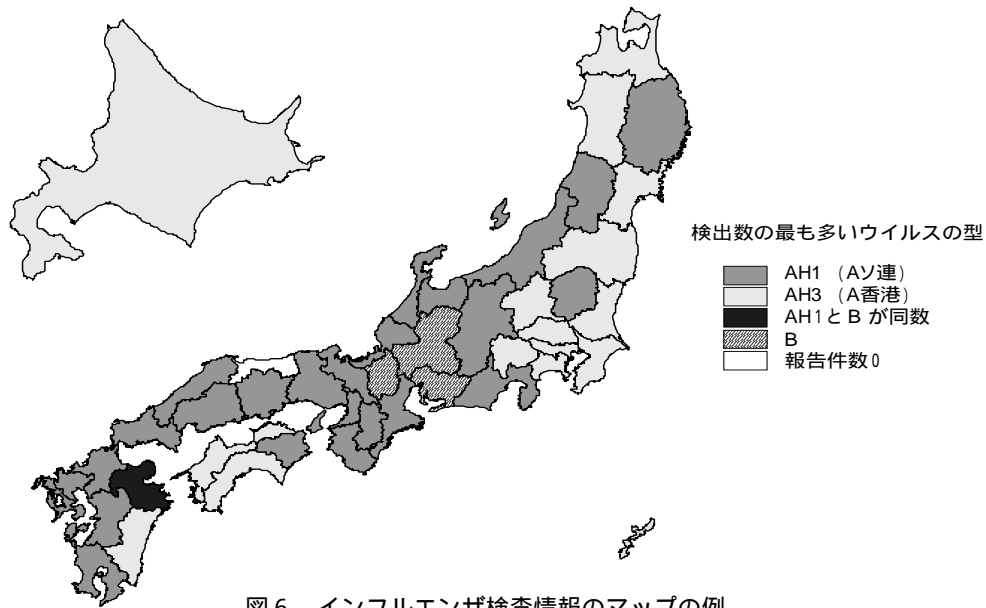 検出数の最も多いウイルスの型
AH1 （Aソ連）
AH3 （A香港）
AH1とBが同数
B
報告件数0
図6　インフルエンザ検査情報のマップの例